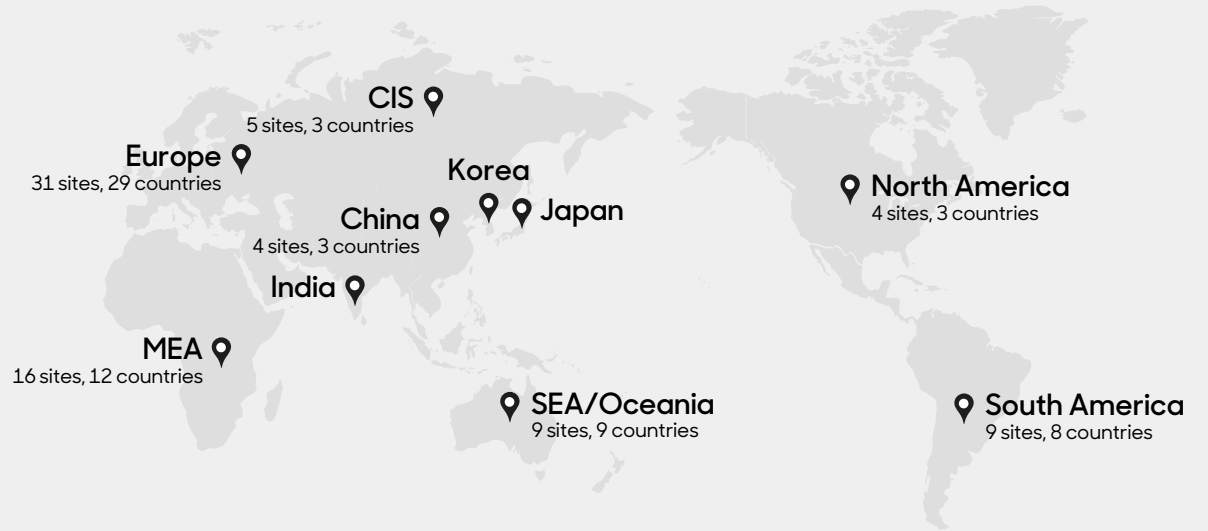 CIS
5 sites, 3 countries
Europe
31 sites, 29 countries
Korea
Japan
China
4 sites, 3 countries
India
MEA
16 sites, 12 countries
SEA/Oceania
9 sites, 9 countries
North America
4 sites, 3 countries
South America
9 sites, 8 countries